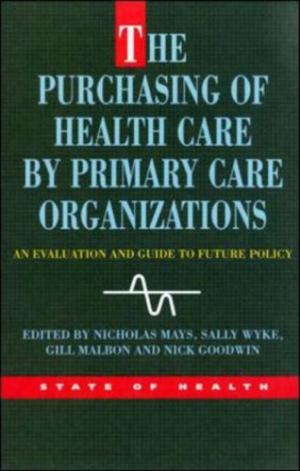 THE
PURCHASING OF
HEALTH CARE
BY PRIMARY CARE
ORGANIZATIONS
AN EVALUATION AND GUIDE TO FUTURE POLICY
EDITED BY NICHOLAS MAYS, SALLY WYKE,
GILL MALBON AND NICK GOODWIN
STATE OF HEALTH